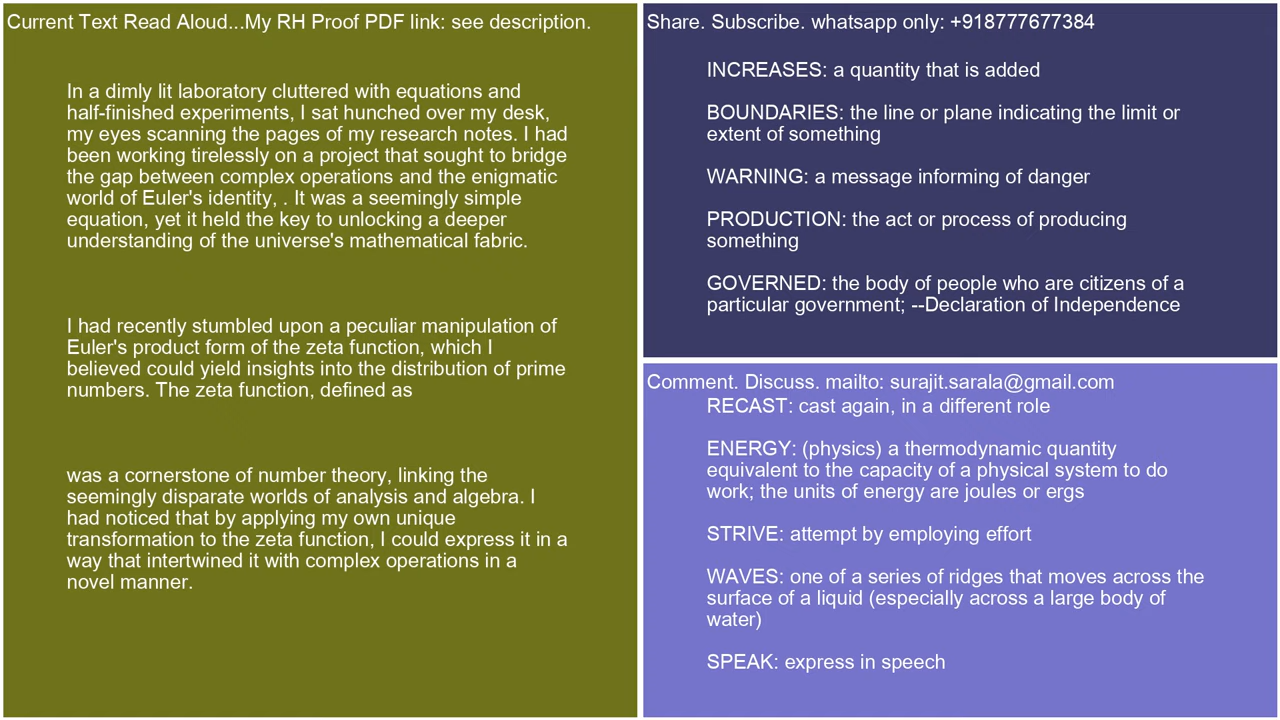 Current Text Read Aloud...My RH Proof PDF link: see description.
In a dimly lit laboratory cluttered with equations and
half-finished experiments, I sat hunched over my desk,
my eyes scanning the pages of my research notes. I had
been working tirelessly on a project that sought to bridge
the gap between complex operations and the enigmatic
world of Euler's identity, . It was a seemingly simple
equation, yet it held the key to unlocking a deeper
understanding of the universe's mathematical fabric.
I had recently stumbled upon a peculiar manipulation of
Euler's product form of the zeta function, which I
believed could yield insights into the distribution of prime
numbers. The zeta function, defined as
was a cornerstone of number theory, linking the
seemingly disparate worlds of analysis and algebra. I
had noticed that by applying my own unique
transformation to the zeta function, I could express it in a
way that intertwined it with complex operations in a
novel manner.
Share. Subscribe. whatsapp only: +918777677384
INCREASES: a quantity that is added
BOUNDARIES: the line or plane indicating the limit or
extent of something
WARNING: a message informing of danger
PRODUCTION: the act or process of producing
something
GOVERNED: the body of people who are citizens of a
particular government; --Declaration of Independence
Comment. Discuss. mailto: surajit.sarala@gmail.com
RECAST: cast again, in a different role
ENERGY: (physics) a thermodynamic quantity
equivalent to the capacity of a physical system to do
work; the units of energy are joules or ergs
STRIVE: attempt by employing effort
WAVES: one of a series of ridges that moves across the
surface of a liquid (especially across a large body of
water)
SPEAK: express in speech